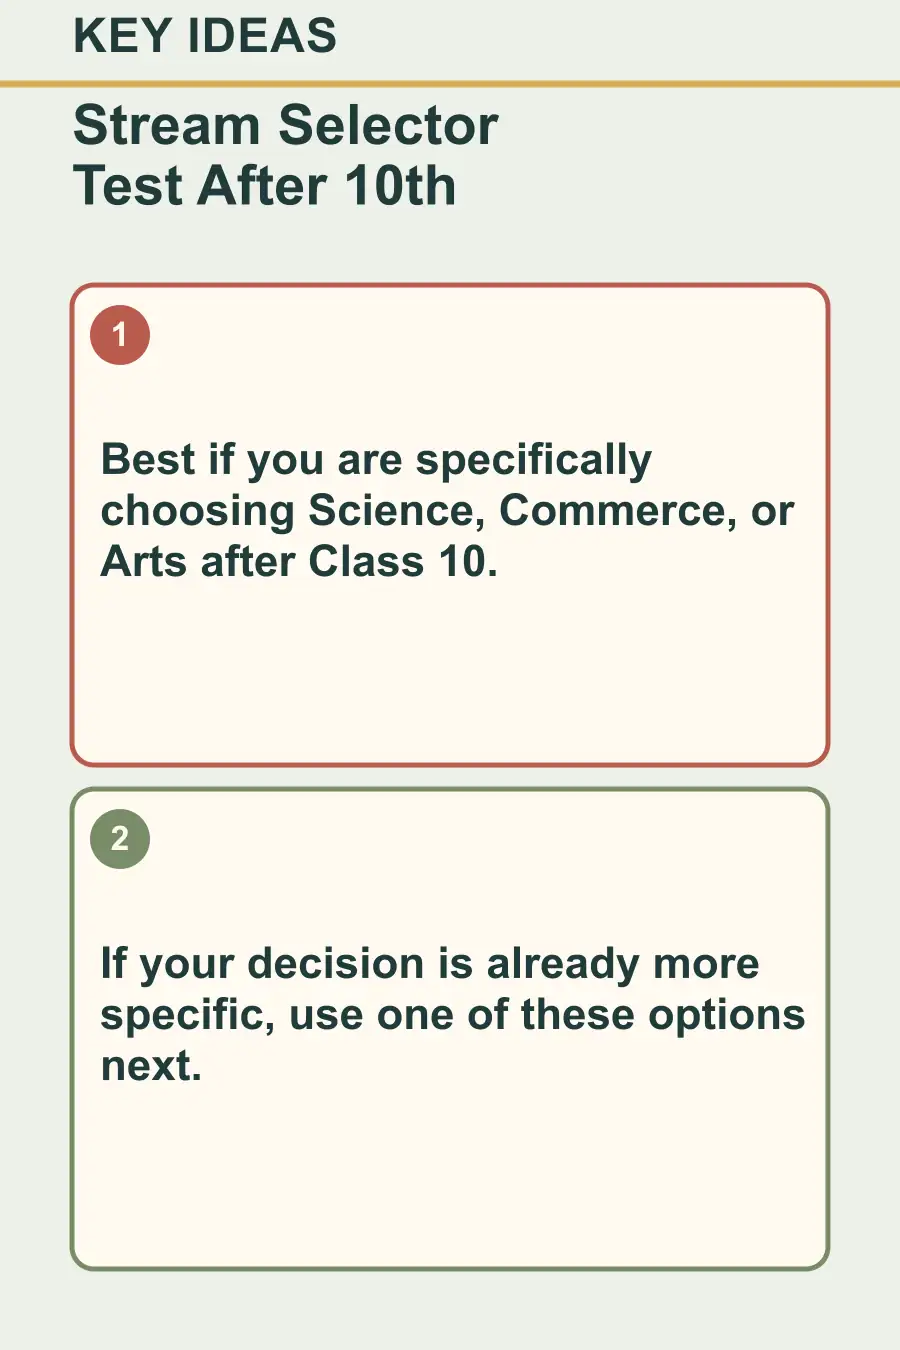 KEY IDEAS
Stream Selector
Test After 10th
1
Best if you are specifically
choosing Science, Commerce, or
Arts after Class 10.
2
If your decision is already more
specific, use one of these options
next.